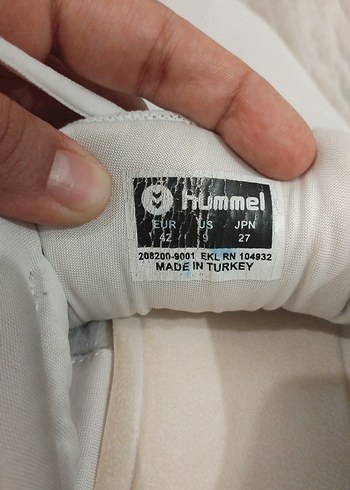 hummel
EUR US JPN
42 9 27
208200-9001 EKL RN 104932
MADE IN TURKEY